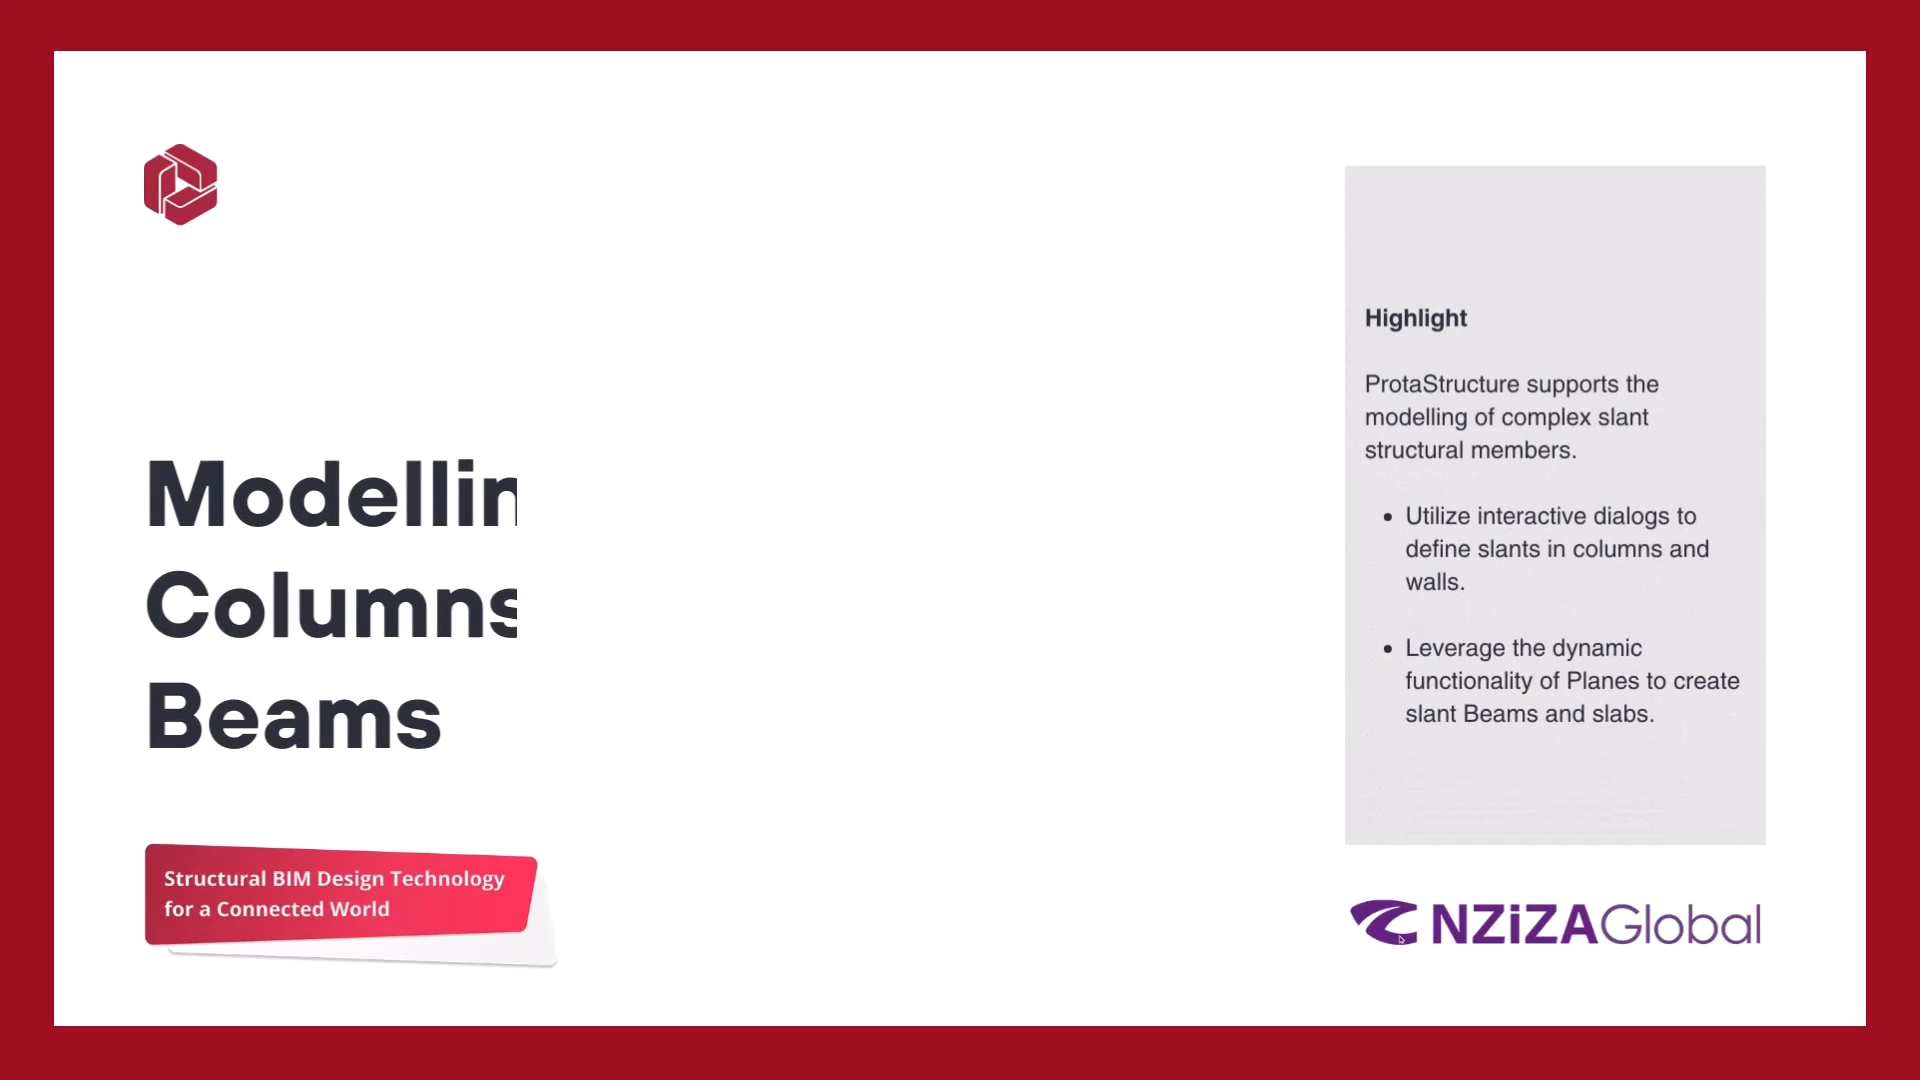 Modellin
Columns
Beams
Structural BIM Design Technology
for a Connected World
Highlight
ProtaStructure supports the
modelling of complex slant
structural members.
• Utilize interactive dialogs to
define slants in columns and
walls.
• Leverage the dynamic
functionality of Planes to create
slant Beams and slabs.
NZiZAGlobal